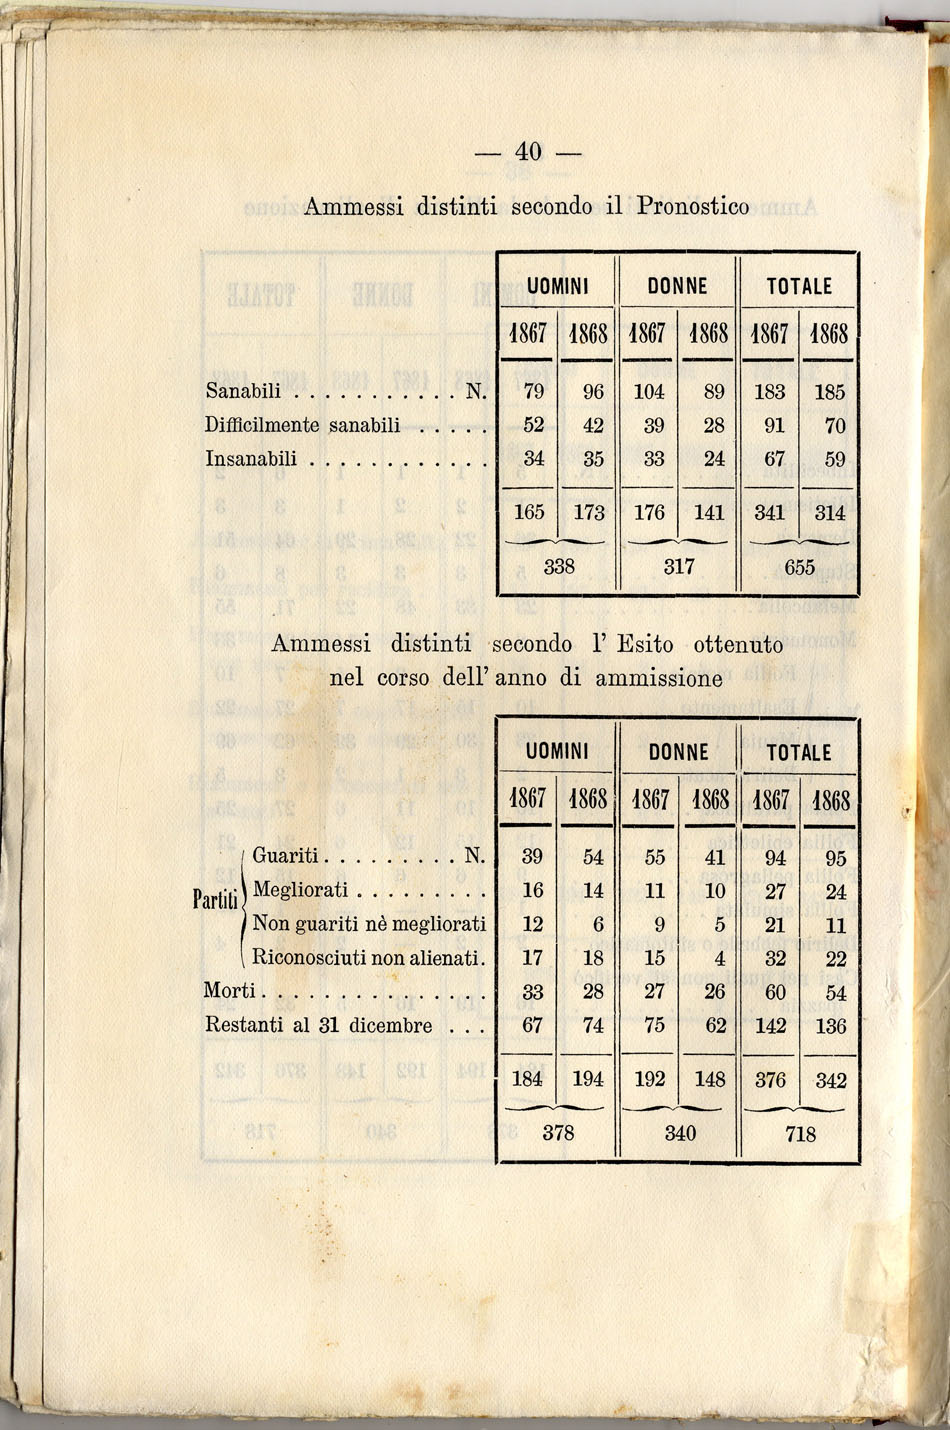 — 40 —
Ammessi distinti secondo il Pronostico
UOMINI DONNE TOTALE
1867 1868 1867 1868 1867 1868
Sanabili . . . . . . . . . . . N. 79 96 104 89 183 185
Difficilmente sanabili . . . . . 52 42 39 28 91 70
Insanabili . . . . . . . . . . . . 34 35 33 24 67 59
165 173 176 141 341 314
338 317 655
Ammessi distinti secondo l' Esito ottenuto
nel corso dell' anno di ammissione
UOMINI DONNE TOTALE
1867 1868 1867 1868 1867 1868
Partiti
Guariti . . . . . . . . . N. 39 54 55 41 94 95
Megliorati . . . . . . . . . 16 14 11 10 27 24
Non guariti nè megliorati 12 6 9 5 21 11
Riconosciuti non alienati . 17 18 15 4 32 22
Morti . . . . . . . . . . . . . . . 33 28 27 26 60 54
Restanti al 31 dicembre . . . 67 74 75 62 142 136
184 194 192 148 376 342
378 340 718